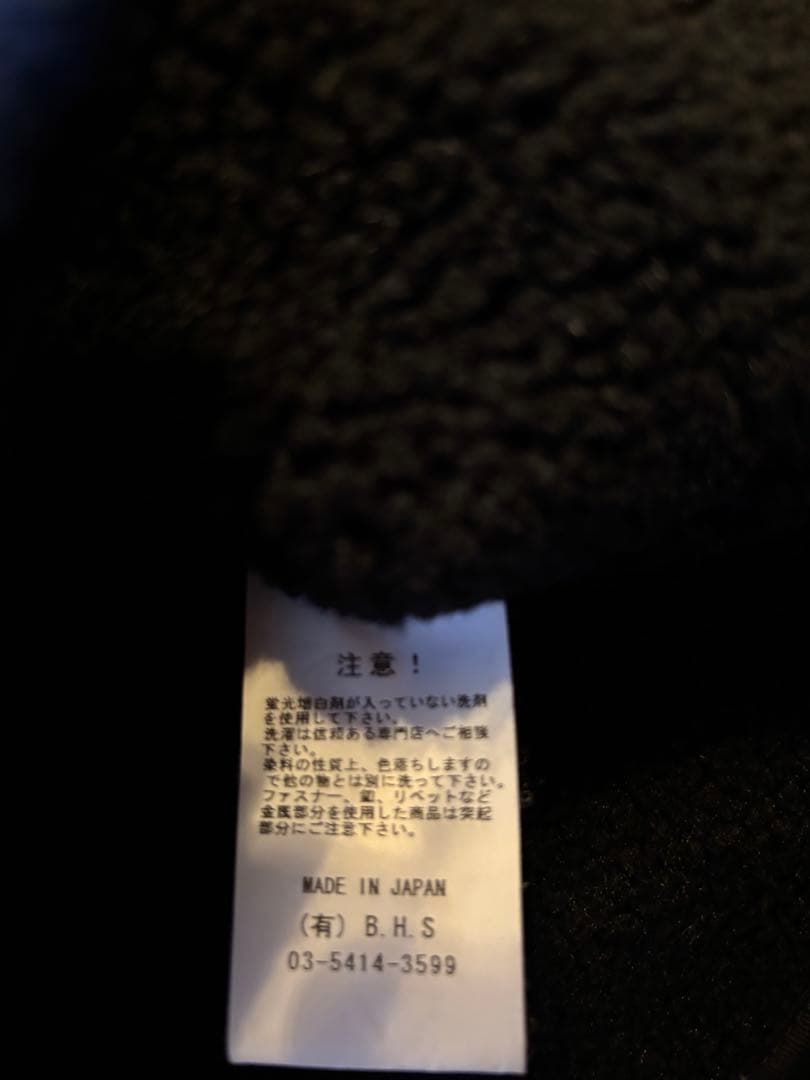 注意！
蛍光増白剤が入っていない洗剤
を使用して下さい。
洗濯は信頼ある専門店へご相談
下さい。
染料の性質上、色落ちしますの
で他の物とは別に洗って下さい。
ファスナー、釦、リベットなど
金属部分を使用した商品は突起
部分にご注意下さい。
MADE IN JAPAN
(有) B.H.S
03-5414-3599